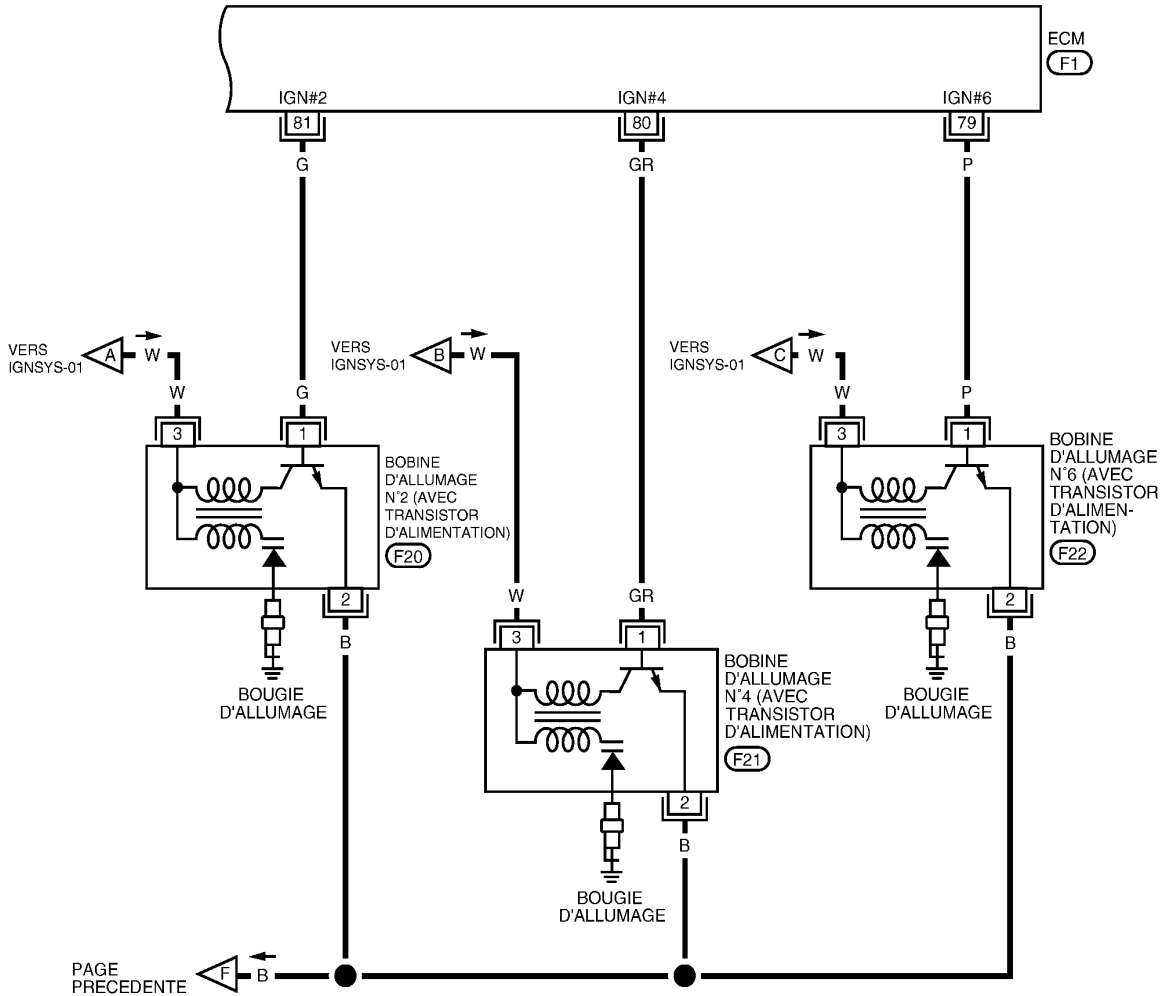 ECM
F1
IGN#2
IGN#4
IGN#6
81
80
79
G
GR
P
VERS
IGNSYS-01
A
W
VERS
IGNSYS-01
B
W
VERS
IGNSYS-01
C
W
W
G
W
P
3
1
3
1
BOBINE
D'ALLUMAGE
N°2 (AVEC
TRANSISTOR
D'ALIMENTATION)
F20
BOBINE
D'ALLUMAGE
N°6 (AVEC
TRANSISTOR
D'ALIMEN-
TATION)
F22
2
2
W
GR
B
B
3
1
BOUGIE
D'ALLUMAGE
BOBINE
D'ALLUMAGE
N°4 (AVEC
TRANSISTOR
D'ALIMENTATION)
F21
BOUGIE
D'ALLUMAGE
2
B
BOUGIE
D'ALLUMAGE
PAGE
PRECEDENTE
F
B